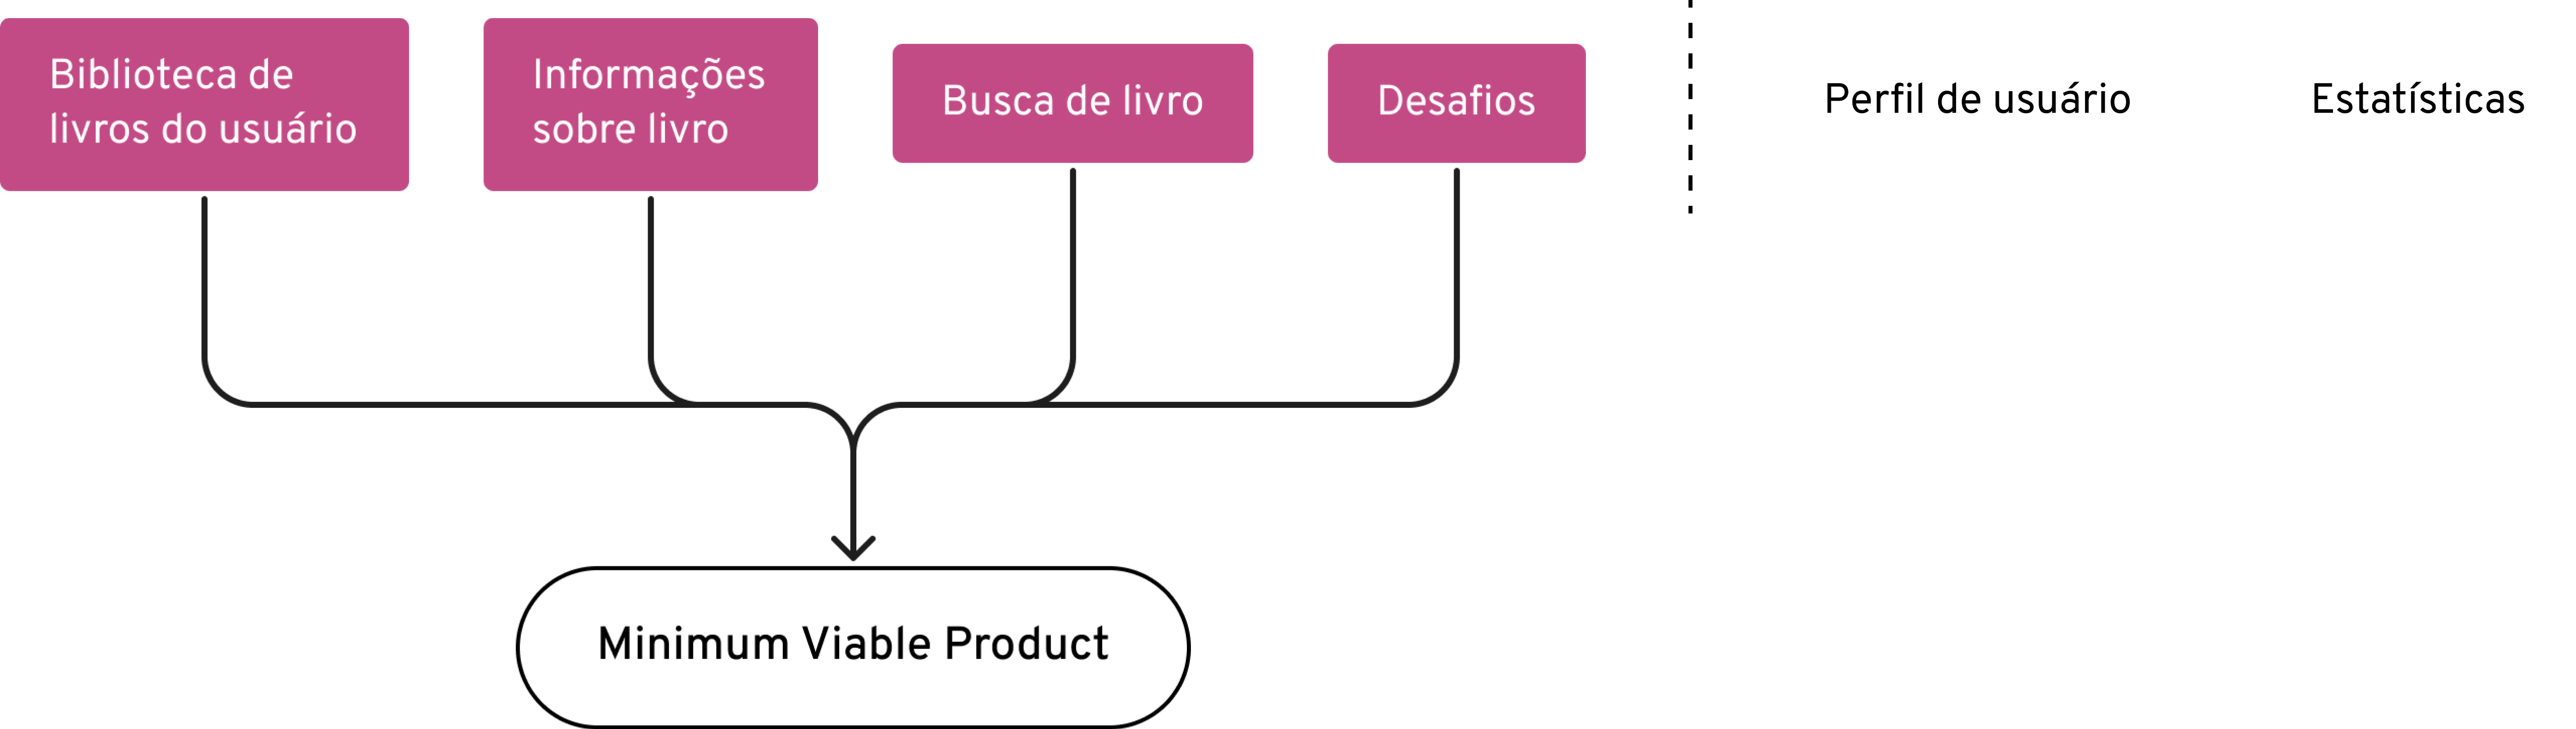 Biblioteca de
livros do usuário
Informações
sobre livro
Busca de livro
Desafios
Perfil de usuário
Estatísticas
Minimum Viable Product